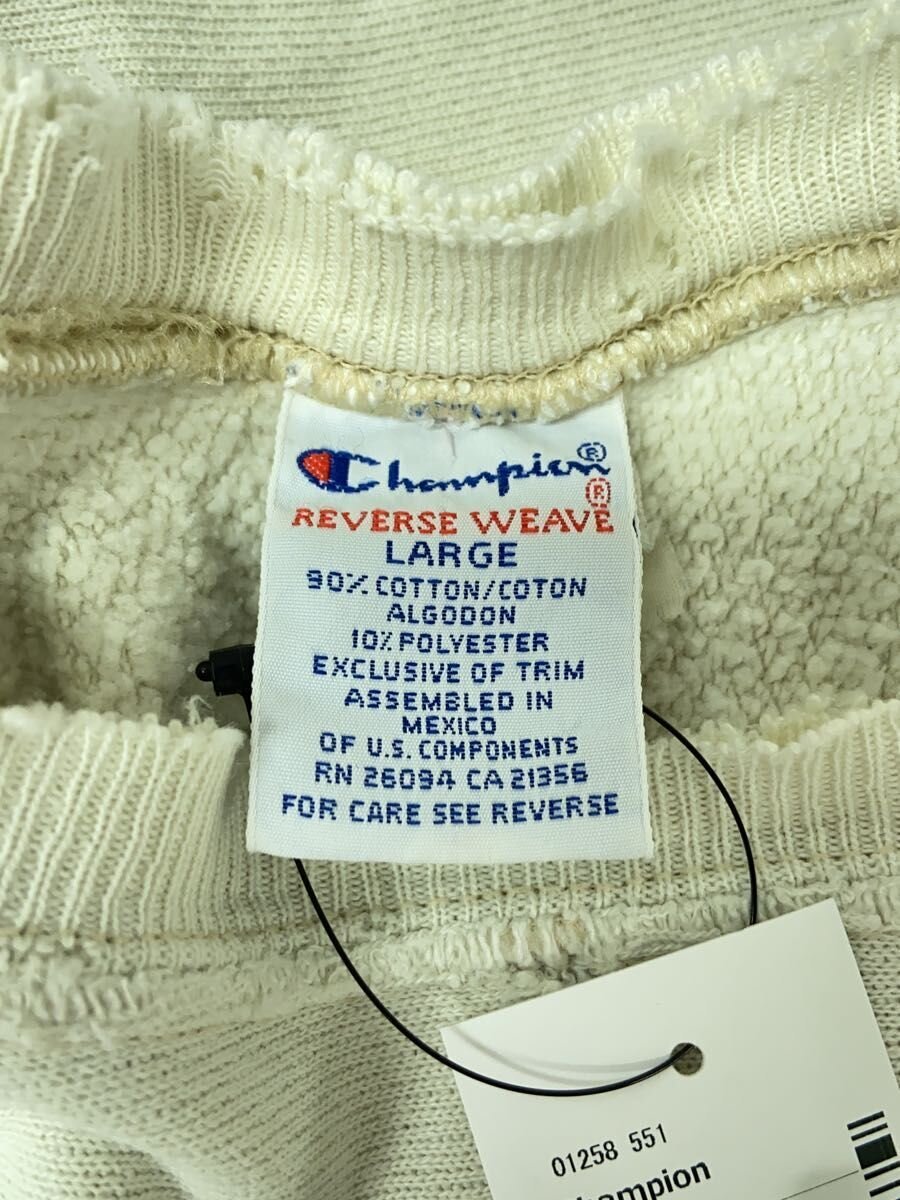 Champion®
REVERSE WEAVE®
LARGE
90% COTTON/COTON
ALGODON
10% POLYESTER
EXCLUSIVE OF TRIM
ASSEMBLED IN
MEXICO
OF U.S. COMPONENTS
RN 26094 CA 21356
FOR CARE SEE REVERSE
01258 551
Champion